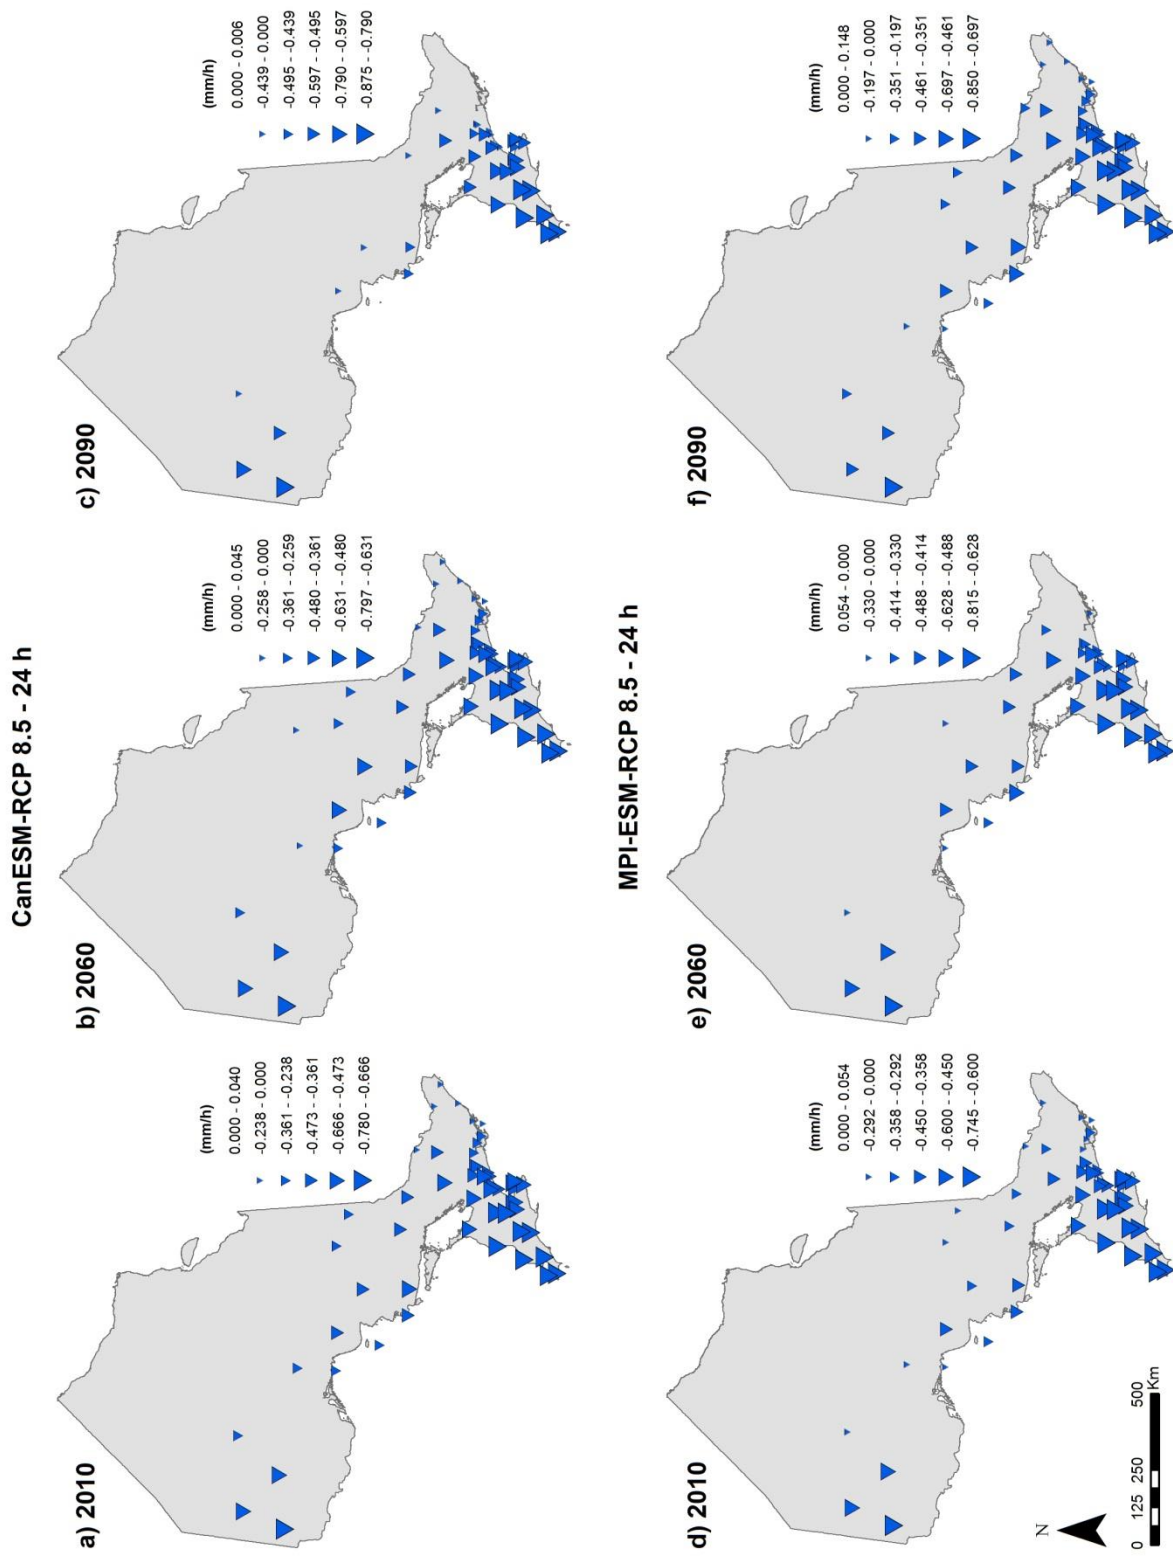 CanESM-RCP 8.5 - 24 h
a) 2010
(mm/h)
0.000 - 0.040
-0.238 - 0.000
-0.361 - -0.238
-0.473 - -0.361
-0.666 - -0.473
-0.780 - -0.666
b) 2060
(mm/h)
0.000 - 0.045
-0.258 - 0.000
-0.361 - -0.259
-0.480 - -0.361
-0.631 - -0.480
-0.797 - -0.631
c) 2090
(mm/h)
0.000 - 0.006
-0.439 - 0.000
-0.495 - -0.439
-0.597 - -0.495
-0.790 - -0.597
-0.875 - -0.790
MPI-ESM-RCP 8.5 - 24 h
d) 2010
(mm/h)
0.000 - 0.054
-0.292 - 0.000
-0.358 - -0.292
-0.450 - -0.358
-0.600 - -0.450
-0.745 - -0.600
e) 2060
(mm/h)
0.054 - 0.000
-0.330 - 0.000
-0.414 - -0.330
-0.488 - -0.414
-0.628 - -0.488
-0.815 - -0.628
f) 2090
(mm/h)
0.000 - 0.148
-0.197 - 0.000
-0.351 - -0.197
-0.461 - -0.351
-0.697 - -0.461
-0.850 - -0.697
N
0 125 250 500
Km